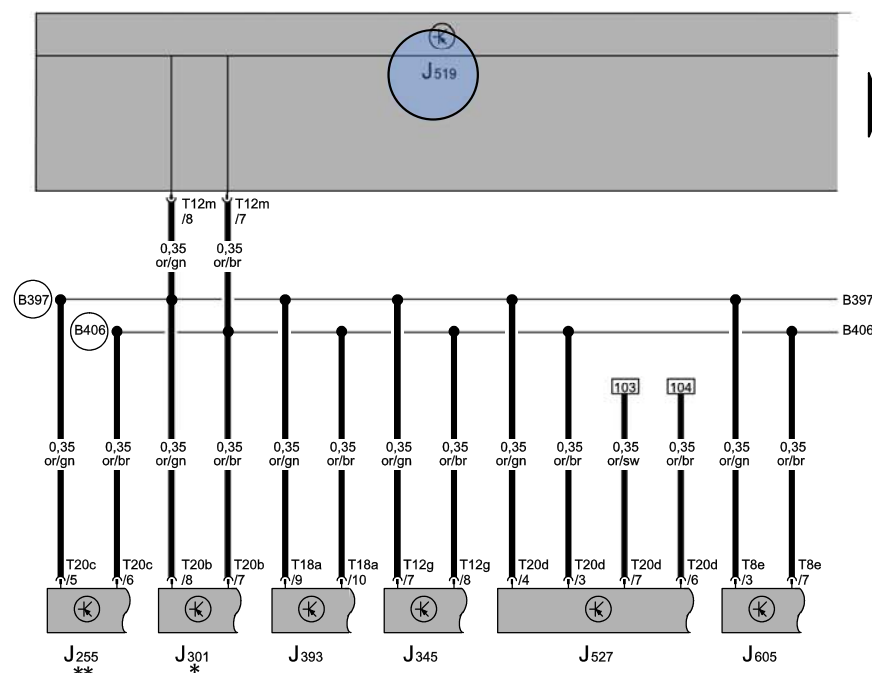 J519
T12m T12m
/8 /7
0,35 0,35
or/gn or/br
B397 B397
B406 B406
103 104
0,35 0,35 0,35 0,35 0,35 0,35 0,35 0,35 0,35 0,35 0,35 0,35
or/gn or/br or/gn or/br or/gn or/br or/gn or/br or/gn or/br or/sw or/br or/gn or/br
T20c T20c T20b T20b T18a T18a T12g T12g T20d T20d T20d T20d T8e T8e
/5 /6 /8 /7 /9 /10 /7 /8 /4 /3 /7 /6 /3 /7
J255 J301 J393 J345 J527 J605
** *